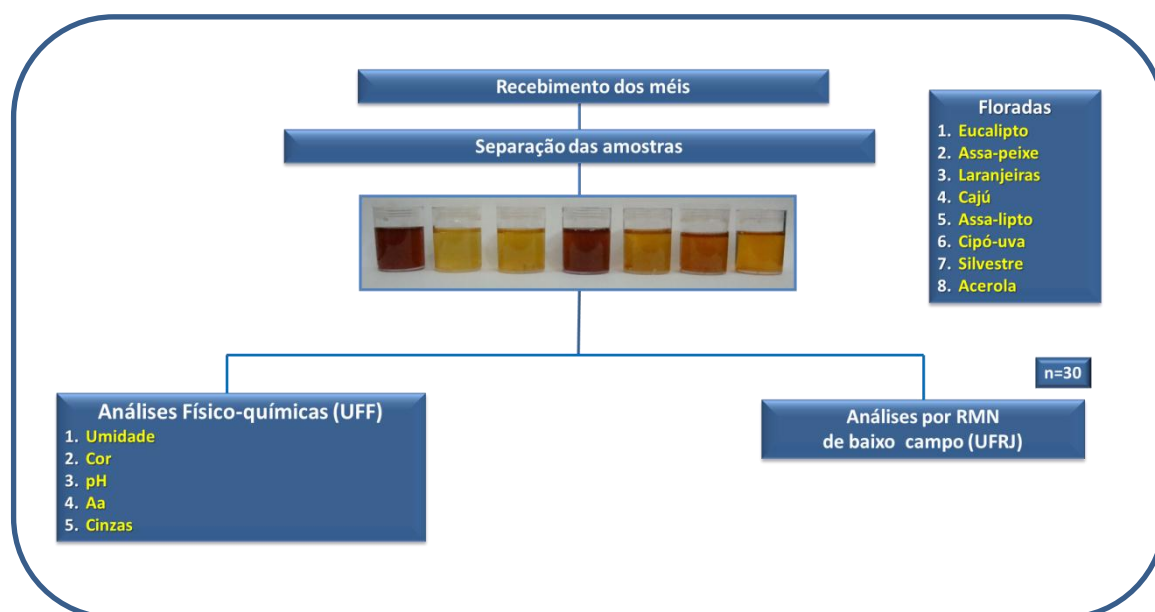 Recebimento dos méis
Separação das amostras
Floradas
1. Eucalipto
2. Assa-peixe
3. Laranjeiras
4. Cajú
5. Assa-lipto
6. Cipó-uva
7. Silvestre
8. Acerola
n=30
Análises Físico-químicas (UFF)
1. Umidade
2. Cor
3. pH
4. Aa
5. Cinzas
Análises por RMN
de baixo campo (UFRJ)